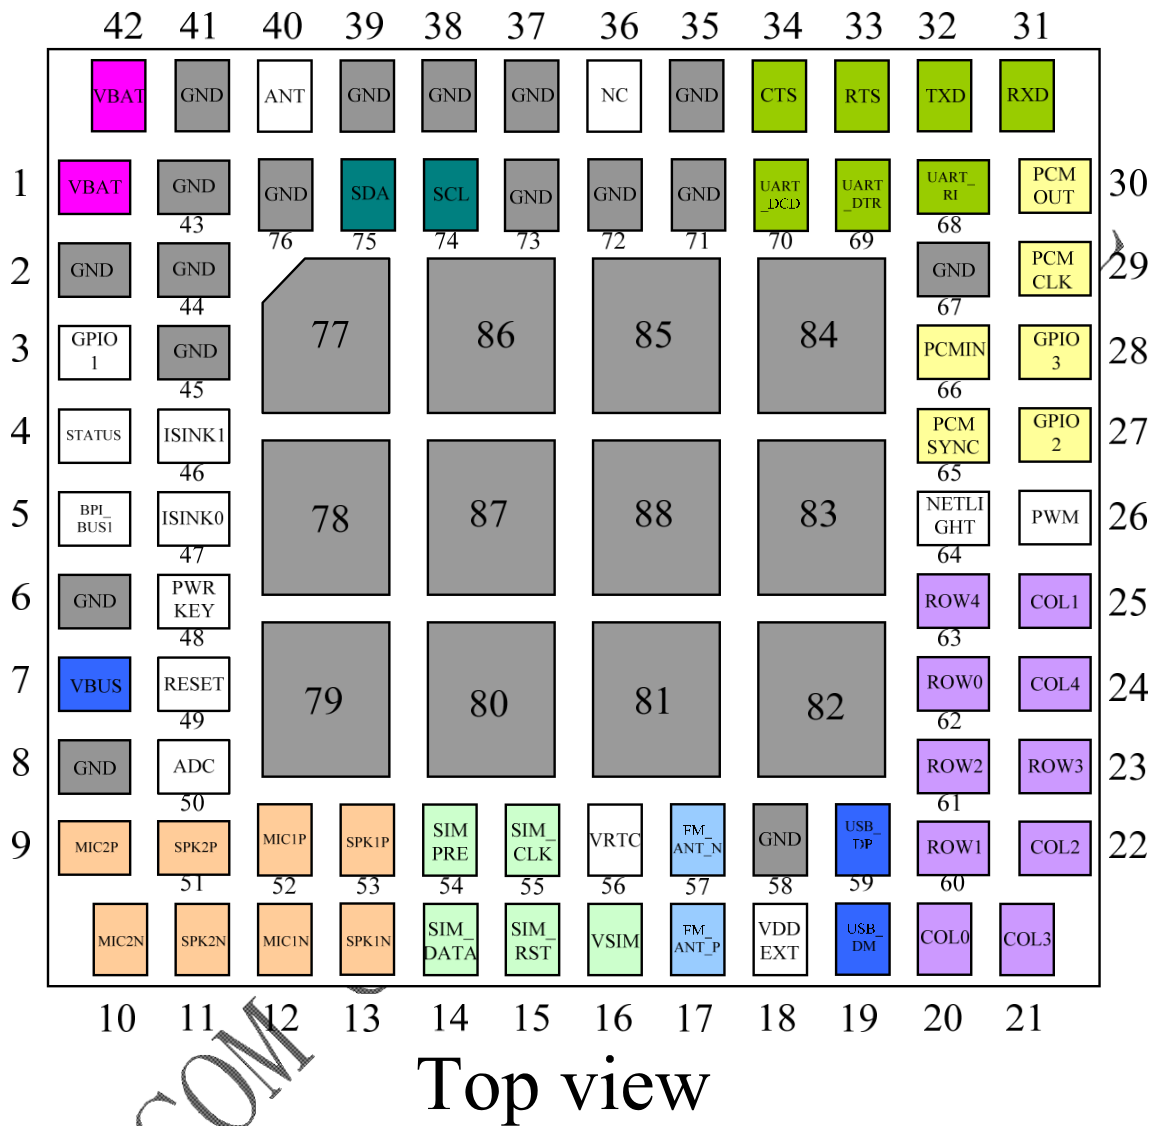 42 41 40 39 38 37 36 35 34 33 32 31
VBAT GND ANT GND GND GND NC GND CTS RTS TXD RXD
1 VBAT GND GND SDA SCL GND GND GND UART_DCD UART_DTR UART_RI PCM OUT 30
43 76 75 74 73 72 71 70 69 68
2 GND GND GND PCM CLK 29
44 67
77 86 85 84
3 GPIO 1 GND PCMIN GPIO 3 28
45 66
4 STATUS ISINK1 PCM SYNC GPIO 2 27
46 65
5 BPI_BUS1 ISINK0 NETLIGHT PWM 26
47 64
78 87 88 83
6 GND PWR KEY ROW4 COL1 25
48 63
7 VBUS RESET ROW0 COL4 24
49 62
79 80 81 82
8 GND ADC ROW2 ROW3 23
50 61
9 MIC2P SPK2P MIC1P SPK1P SIM PRE SIM_CLK VRTC FM_ANT_N GND USB_DP ROW1 COL2 22
51 52 53 54 55 56 57 58 59 60
MIC2N SPK2N MIC1N SPK1N SIM_DATA SIM_RST VSIM FM_ANT_P VDD EXT USB_DM COL0 COL3
10 11 12 13 14 15 16 17 18 19 20 21
COM
Top view